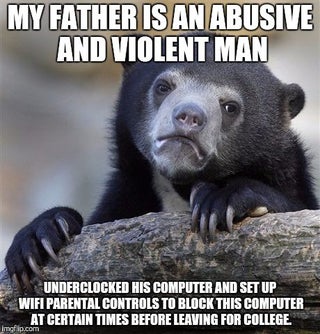 MY FATHER IS AN ABUSIVE
AND VIOLENT MAN
UNDERCLOCKED HIS COMPUTER AND SET UP
WIFI PARENTAL CONTROLS TO BLOCK THIS COMPUTER
AT CERTAIN TIMES BEFORE LEAVING FOR COLLEGE.
imgflip.com